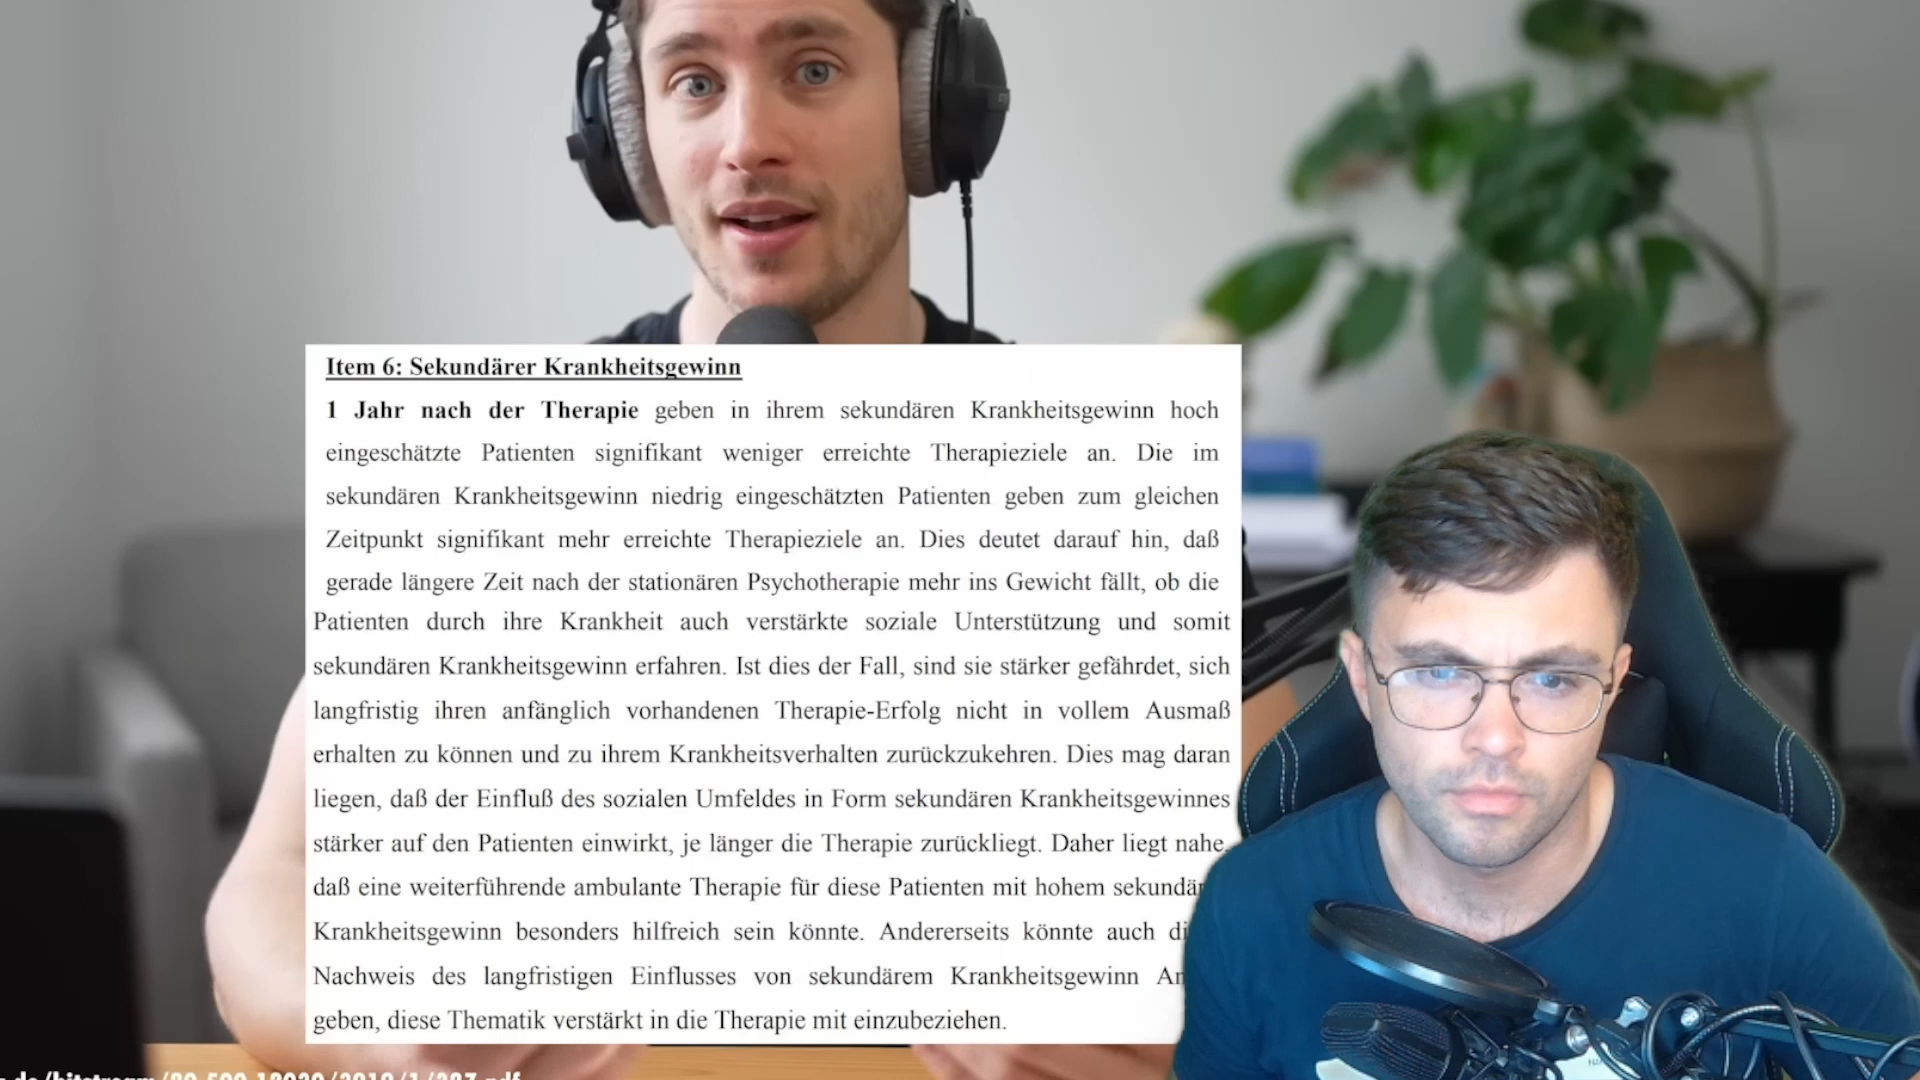 Item 6: Sekundärer Krankheitsgewinn
1 Jahr nach der Therapie geben in ihrem sekundären Krankheitsgewinn hoch
eingeschätzte Patienten signifikant weniger erreichte Therapieziele an. Die im
sekundären Krankheitsgewinn niedrig eingeschätzten Patienten geben zum gleichen
Zeitpunkt signifikant mehr erreichte Therapieziele an. Dies deutet darauf hin, daß
gerade längere Zeit nach der stationären Psychotherapie mehr ins Gewicht fällt, ob die
Patienten durch ihre Krankheit auch verstärkte soziale Unterstützung und somit
sekundären Krankheitsgewinn erfahren. Ist dies der Fall, sind sie stärker gefährdet, sich
langfristig ihren anfänglich vorhandenen Therapie-Erfolg nicht in vollem Ausmaß
erhalten zu können und zu ihrem Krankheitsverhalten zurückzukehren. Dies mag daran
liegen, daß der Einfluß des sozialen Umfeldes in Form sekundären Krankheitsgewinnes
stärker auf den Patienten einwirkt, je länger die Therapie zurückliegt. Daher liegt nahe,
daß eine weiterführende ambulante Therapie für diese Patienten mit hohem
Krankheitsgewinn besonders hilfreich sein könnte. Andererseits könnte auch
Nachweis des langfristigen Einflusses von sekundärem Krankheitsgewinn
geben, diese Thematik verstärkt in die Therapie mit einzubeziehen.